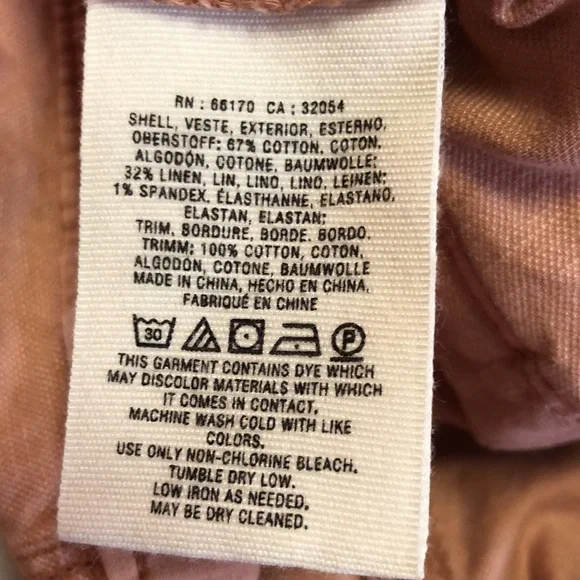 RN : 66170 CA : 32054
SHELL, VESTE, EXTERIOR, ESTERNO,
OBERSTOFF: 67% COTTON, COTON,
ALGODÓN, COTONE, BAUMWOLLE;
32% LINEN, LIN, LINO, LINO, LEINEN;
1% SPANDEX, ÉLASTHANNE, ELASTANO,
ELASTAN, ELASTAN;
TRIM, BORDURE, BORDE, BORDO,
TRIMM: 100% COTTON, COTON,
ALGODÓN, COTONE, BAUMWOLLE
MADE IN CHINA, HECHO EN CHINA,
FABRIQUÉ EN CHINE
30 P
THIS GARMENT CONTAINS DYE WHICH
MAY DISCOLOR MATERIALS WITH WHICH
IT COMES IN CONTACT.
MACHINE WASH COLD WITH LIKE
COLORS.
USE ONLY NON-CHLORINE BLEACH.
TUMBLE DRY LOW.
LOW IRON AS NEEDED.
MAY BE DRY CLEANED.